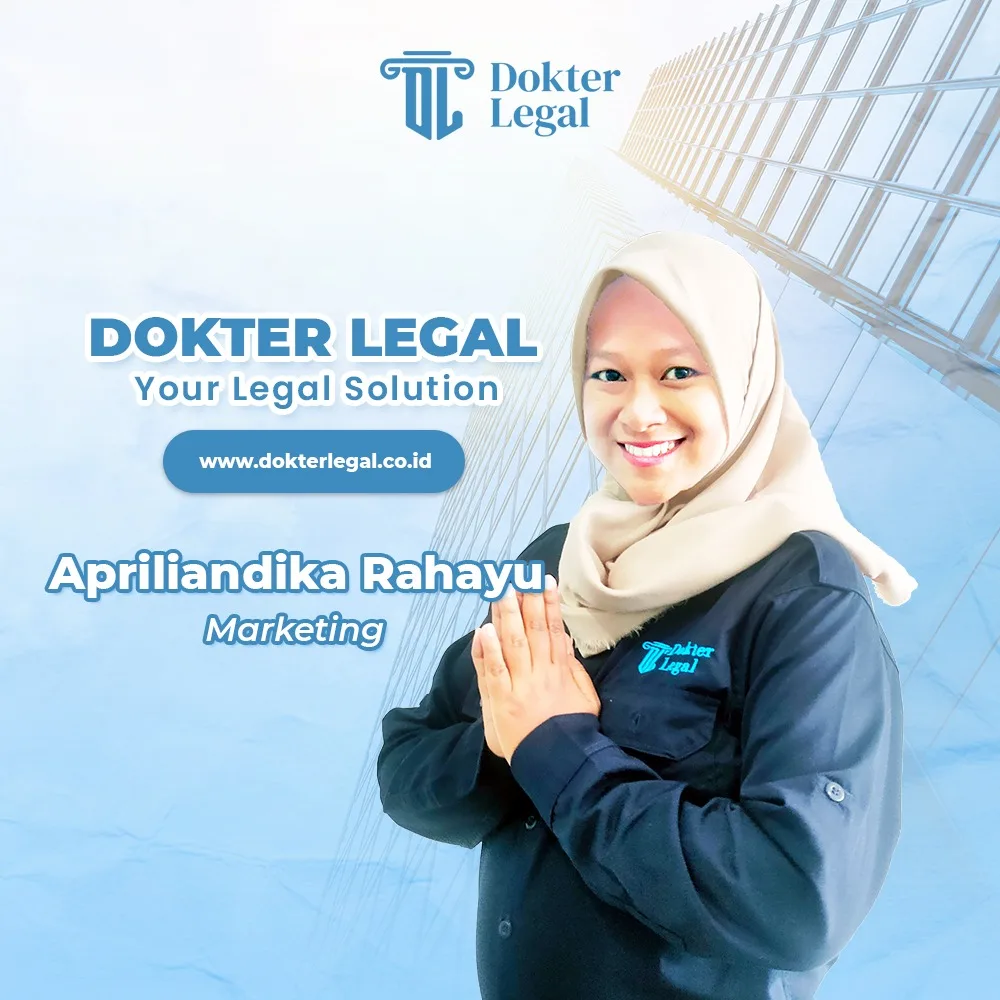 Dokter
Legal
DOKTER LEGAL
Your Legal Solution
www.dokterlegal.co.id
Apriliandika Rahayu
Marketing
Dokter
Legal